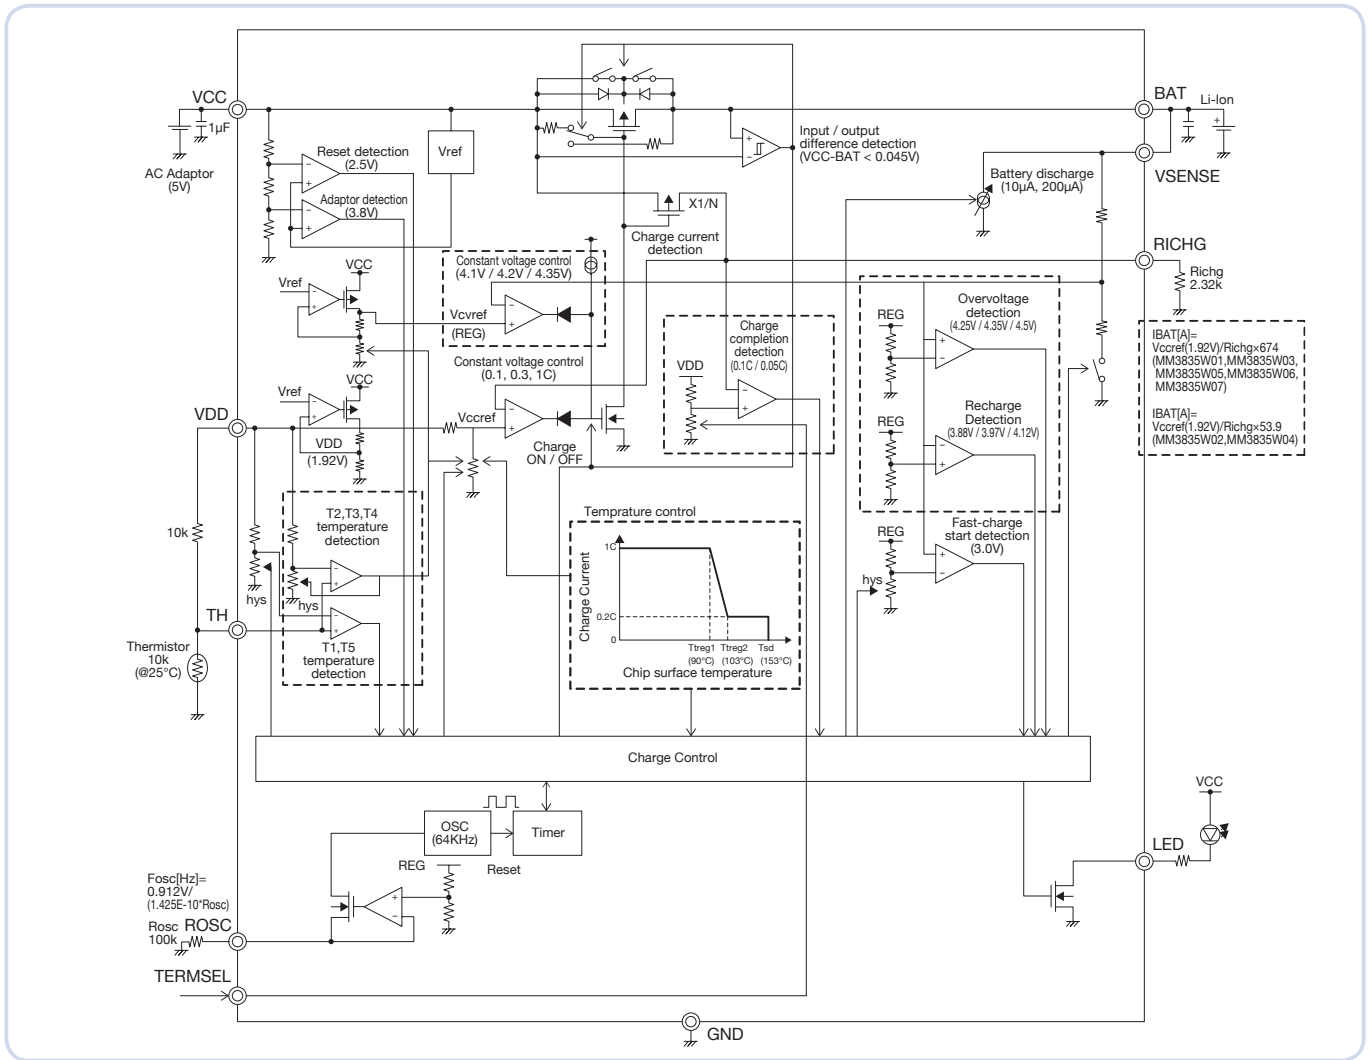 VCC
1µF
AC Adaptor
(5V)
Reset detection
(2.5V)
Adaptor detection
(3.8V)
Vref
−
+
−
+
X1/N
Charge current
detection
+
−
Input / output
difference detection
(VCC-BAT < 0.045V)
BAT
Li-Ion
+
VSENSE
Battery discharge
(10µA, 200µA)
RICHG
Richg
2.32k
IBAT[A]=
Vccref(1.92V)/Richg×674
(MM3835W01,MM3835W03,
MM3835W05,MM3835W06,
MM3835W07)
IBAT[A]=
Vccref(1.92V)/Richg×53.9
(MM3835W02,MM3835W04)
VCC
Vref
−
+
Constant voltage control
(4.1V / 4.2V / 4.35V)
Vcvref
(REG)
−
+
Constant voltage control
(0.1, 0.3, 1C)
Vccref
−
+
Charge
ON / OFF
Charge
completion
detection
(0.1C / 0.05C)
VDD
−
+
Overvoltage
detection
(4.25V / 4.35V / 4.5V)
REG
+
−
Recharge
Detection
(3.88V / 3.97V / 4.12V)
REG
+
−
Fast-charge
start detection
(3.0V)
REG
+
−
hys
VDD
VCC
Vref
−
+
VDD
(1.92V)
10k
T2,T3,T4
temperature
detection
−
+
hys
hys
−
+
T1,T5
temperature
detection
TH
Thermistor
10k
(@25°C)
Temprature control
Charge Current
1C
0.2C
0
Ttreg1
(90°C)
Ttreg2
(103°C)
Tsd
(153°C)
Chip surface temperature
Charge Control
OSC
(64KHz)
Timer
Reset
REG
+
−
Fosc[Hz]=
0.912V/
(1.425E-10*Rosc)
Rosc
100k
ROSC
TERMSEL
GND
VCC
LED